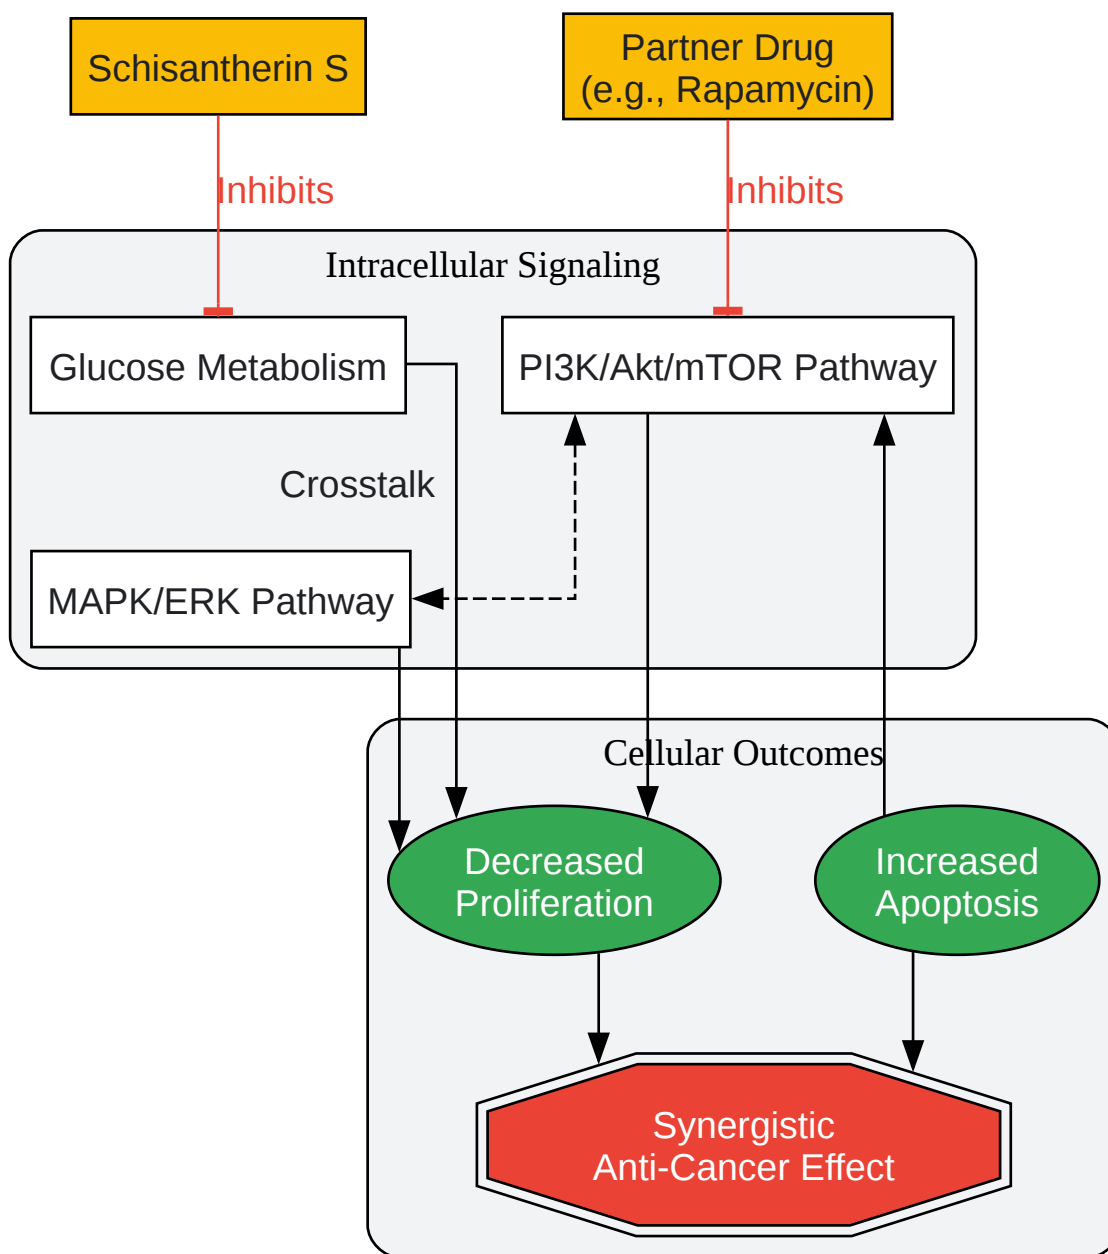 Schisantherin S
Partner Drug
(e.g., Rapamycin)
Inhibits
Inhibits
Intracellular Signaling
Glucose Metabolism
PI3K/Akt/mTOR Pathway
Crosstalk
MAPK/ERK Pathway
Cellular Outcomes
Decreased
Proliferation
Increased
Apoptosis
Synergistic
Anti-Cancer Effect